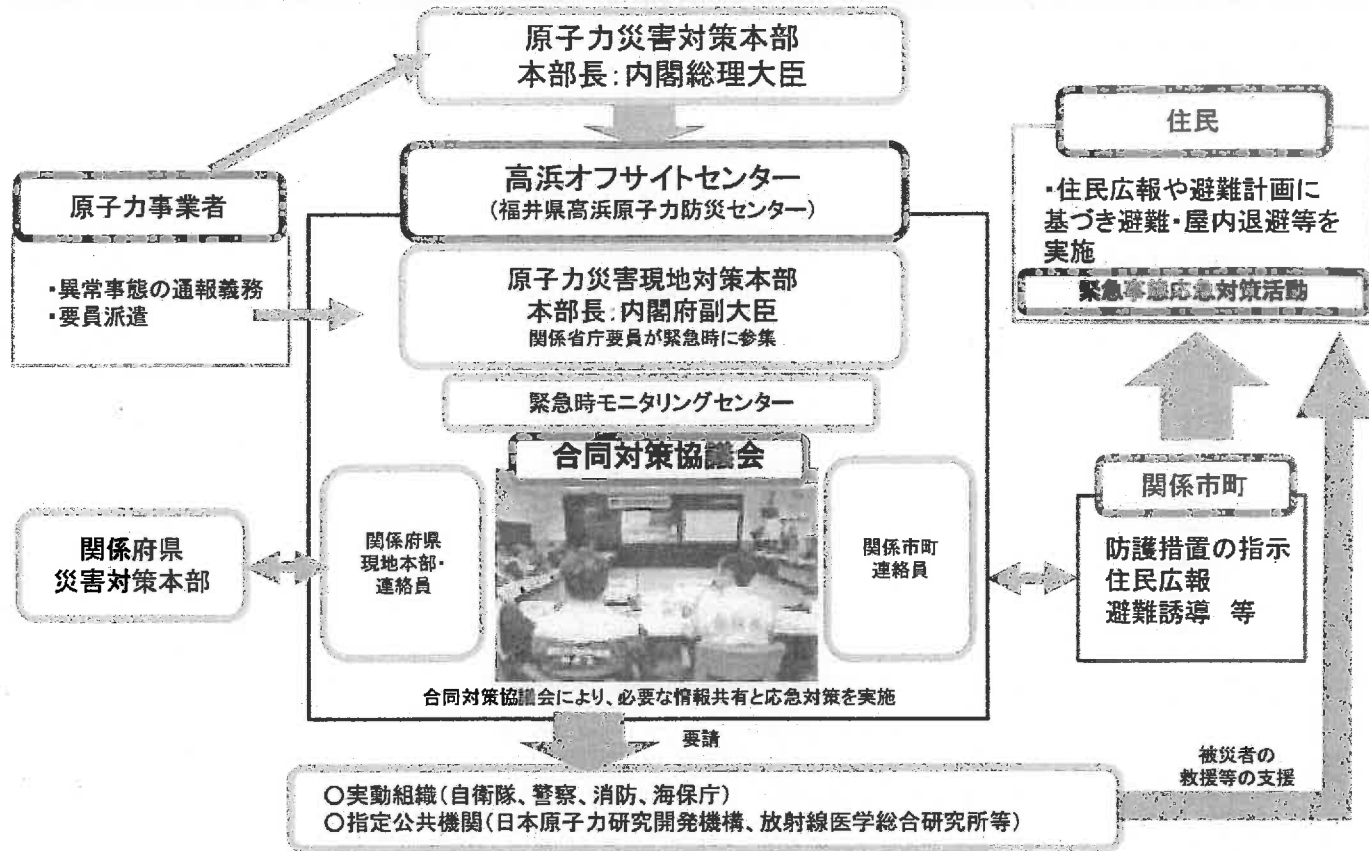 原子力災害対策本部
本部長:内閣総理大臣
高浜オフサイトセンター
(福井県高浜原子力防災センター)
原子力事業者
・異常事態の通報義務
・要員派遣
原子力災害現地対策本部
本部長:内閣府副大臣
関係省庁要員が緊急時に参集
緊急時モニタリングセンター
合同対策協議会
関係府県
災害対策本部
関係府県
現地本部・
連絡員
関係市町
連絡員
合同対策協議会により、必要な情報共有と応急対策を実施
住民
・住民広報や避難計画に
基づき避難・屋内退避等を
実施
緊急事態応急対策活動
関係市町
防護措置の指示
住民広報
避難誘導 等
要請
被災者の
救援等の支援
○実動組織(自衛隊、警察、消防、海保庁)
○指定公共機関(日本原子力研究開発機構、放射線医学総合研究所等)